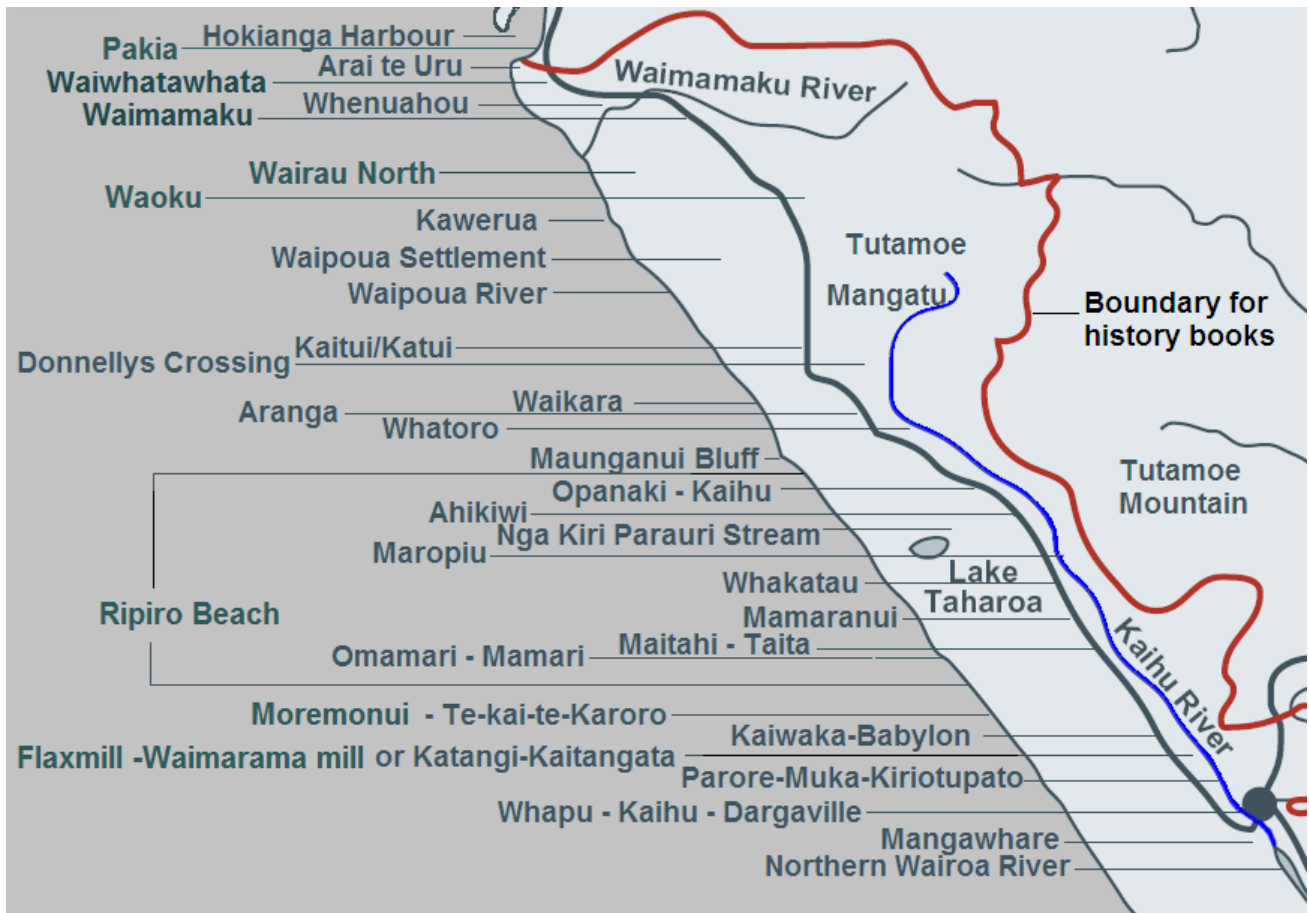 Hokianga Harbour
Pakia
Arai te Uru
Waiwhatawhata
Whenuahou
Waimamaku
Waimamaku River
Wairau North
Waoku
Kawerua
Tutamoe
Waipoua Settlement
Waipoua River
Mangatu
Boundary for
history books
Kaitui/Katui
Donnellys Crossing
Waikara
Aranga
Whatoro
Maunganui Bluff
Tutamoe
Mountain
Opanaki - Kaihu
Ahikiwi
Nga Kiri Parauri Stream
Maropiu
Lake
Taharoa
Whakatau
Ripiro Beach
Mamaranui
Maitahi - Taita
Omamari - Mamari
Kaihu River
Moremonui - Te-kai-te-Karoro
Kaiwaka-Babylon
Flaxmill -Waimarama mill or Katangi-Kaitangata
Parore-Muka-Kiriotupato
Whapu - Kaihu - Dargaville
Mangawhare
Northern Wairoa River